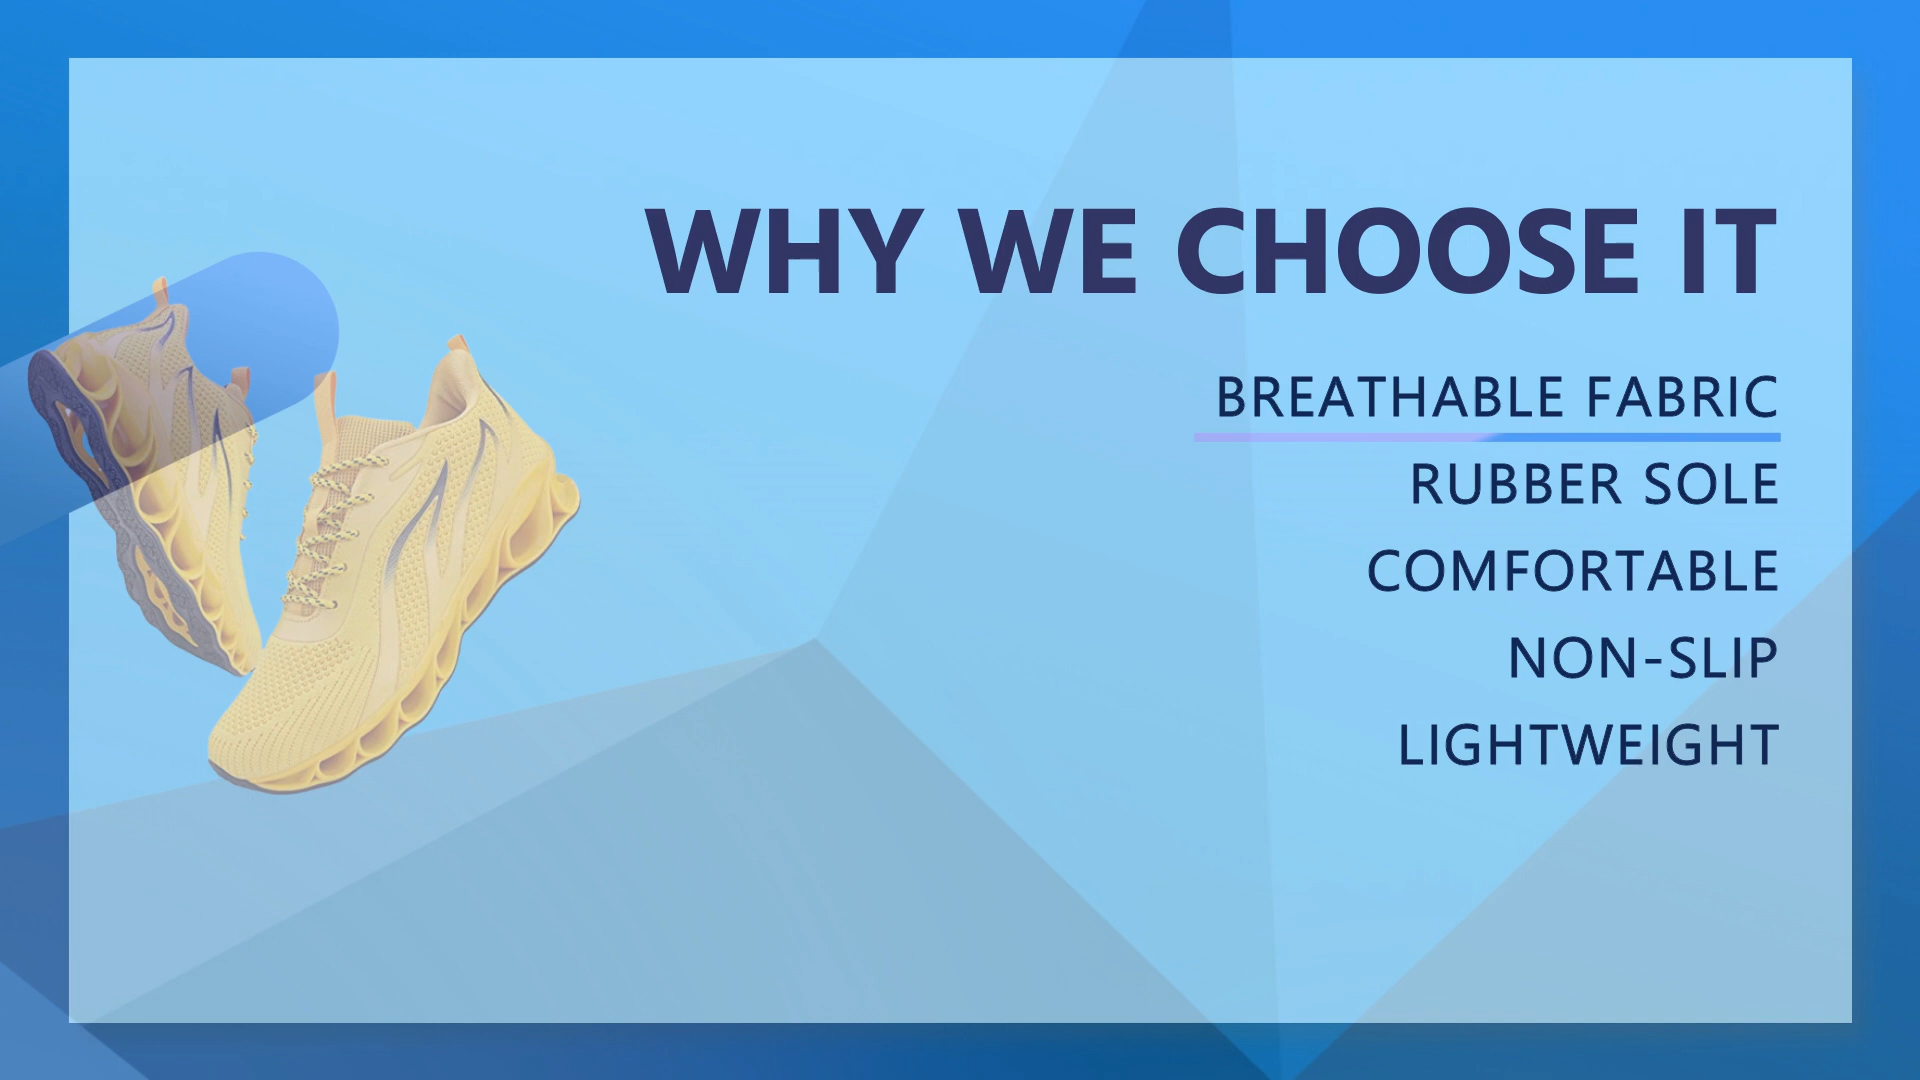 WHY WE CHOOSE IT
BREATHABLE FABRIC
RUBBER SOLE
COMFORTABLE
NON-SLIP
LIGHTWEIGHT